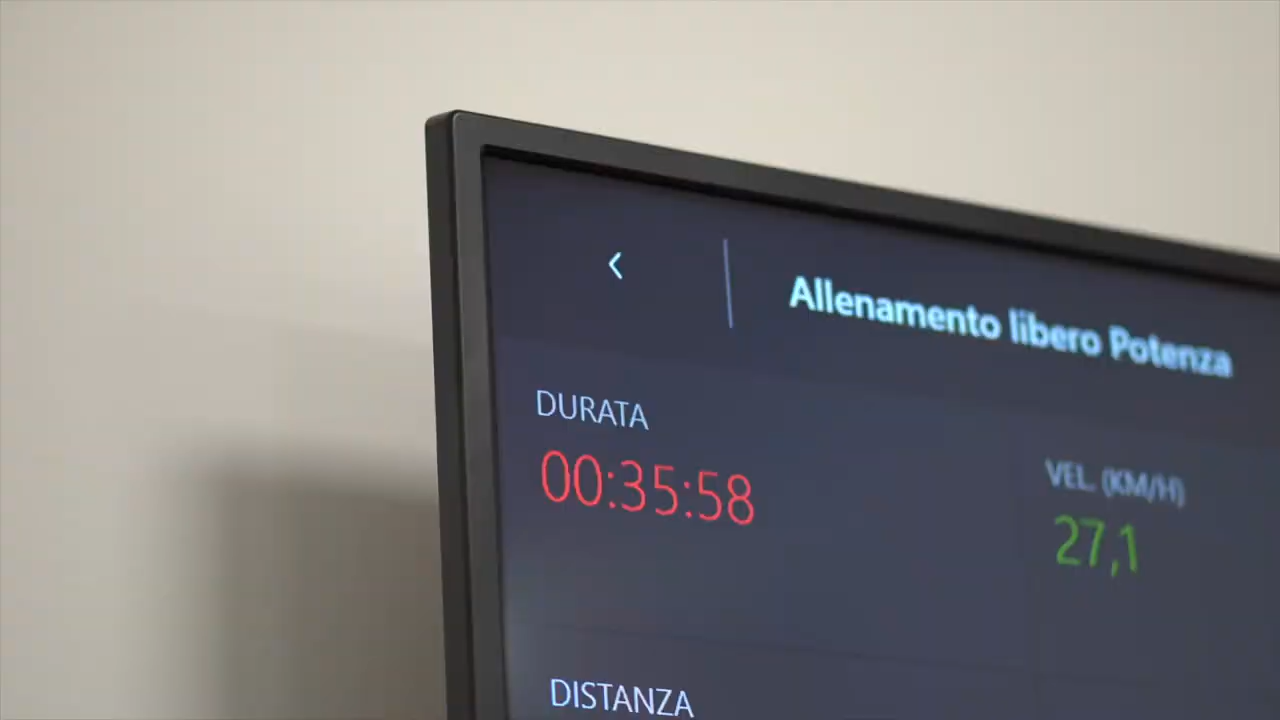 Allenamento libero Potenza
DURATA
00:35:58
VEL. (KM/H)
27,1
DISTANZA